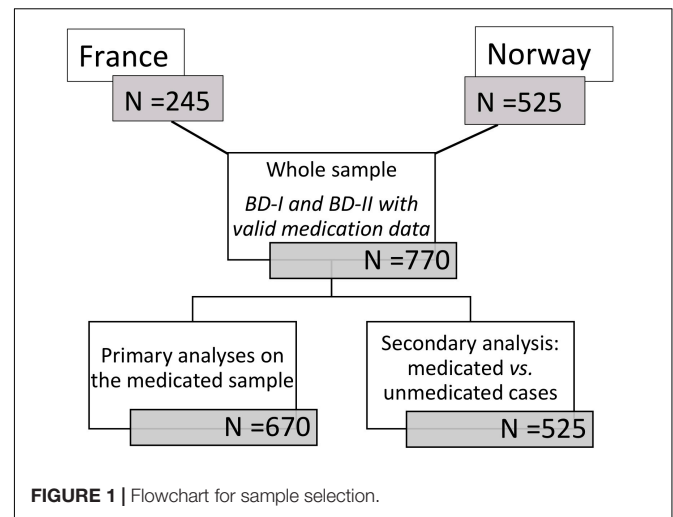 France
N =245
Norway
N =525
Whole sample
BD-I and BD-II with
valid medication data
N =770
Primary analyses on
the medicated sample
N =670
Secondary analysis:
medicated vs.
unmedicated cases
N =525
FIGURE 1 | Flowchart for sample selection.